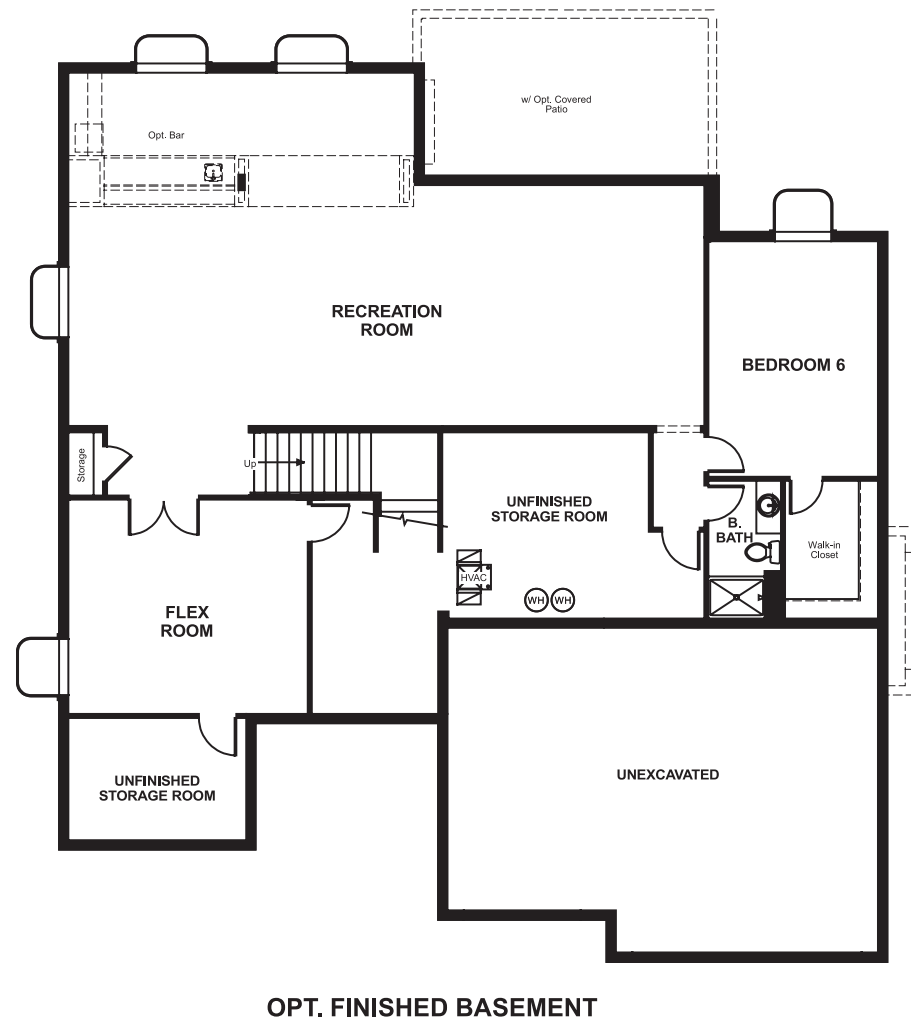 w/ Opt. Covered
Patio
Opt. Bar
RECREATION
ROOM
BEDROOM 6
Storage
Up
UNFINISHED
STORAGE ROOM
B.
BATH
Walk-in
Closet
HVAC
WH
WH
FLEX
ROOM
UNFINISHED
STORAGE ROOM
UNEXCAVATED
OPT. FINISHED BASEMENT